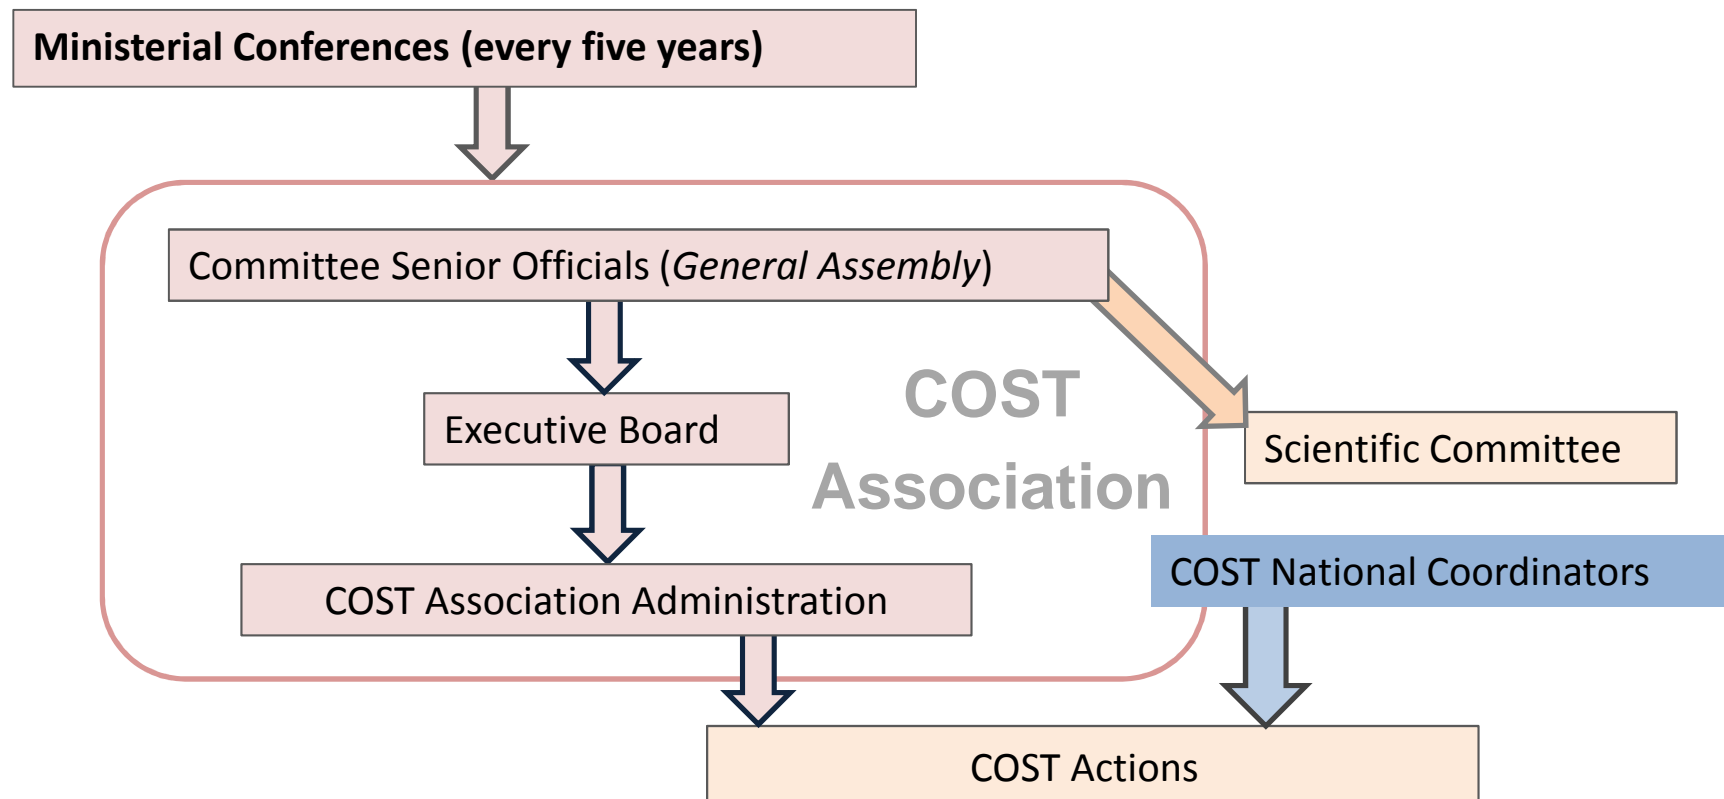 Ministerial Conferences (every five years)
Committee Senior Officials (General Assembly)
COST
Association
Executive Board
Scientific Committee
COST National Coordinators
COST Association Administration
COST Actions